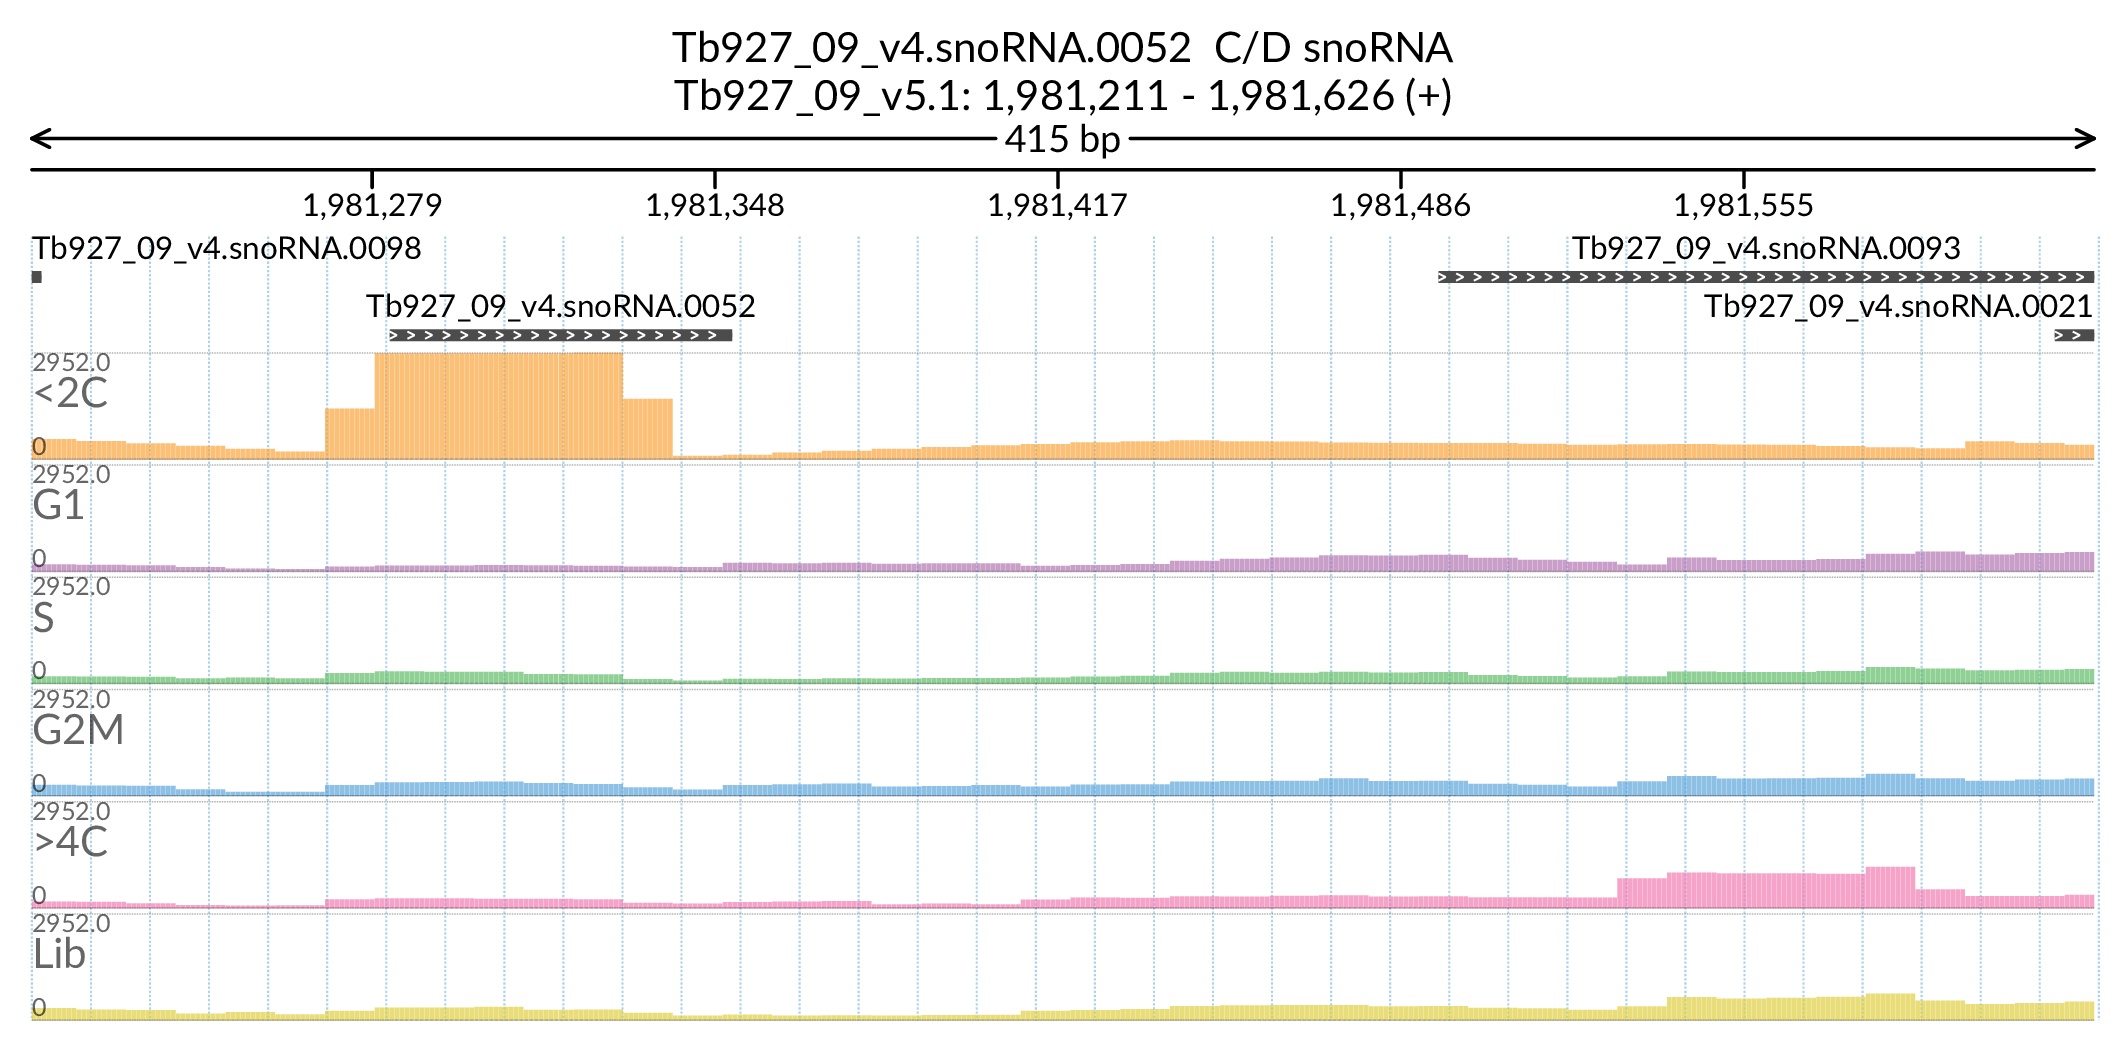 Tb927_09_v4.snoRNA.0052  C/D snoRNA
Tb927_09_v5.1: 1,981,211 - 1,981,626 (+)
415 bp
1,981,279 1,981,348 1,981,417 1,981,486 1,981,555
Tb927_09_v4.snoRNA.0098 Tb927_09_v4.snoRNA.0093
Tb927_09_v4.snoRNA.0052 Tb927_09_v4.snoRNA.0021
2952.0
<2C
0
2952.0
G1
0
2952.0
S
0
2952.0
G2M
0
2952.0
>4C
0
2952.0
Lib
0